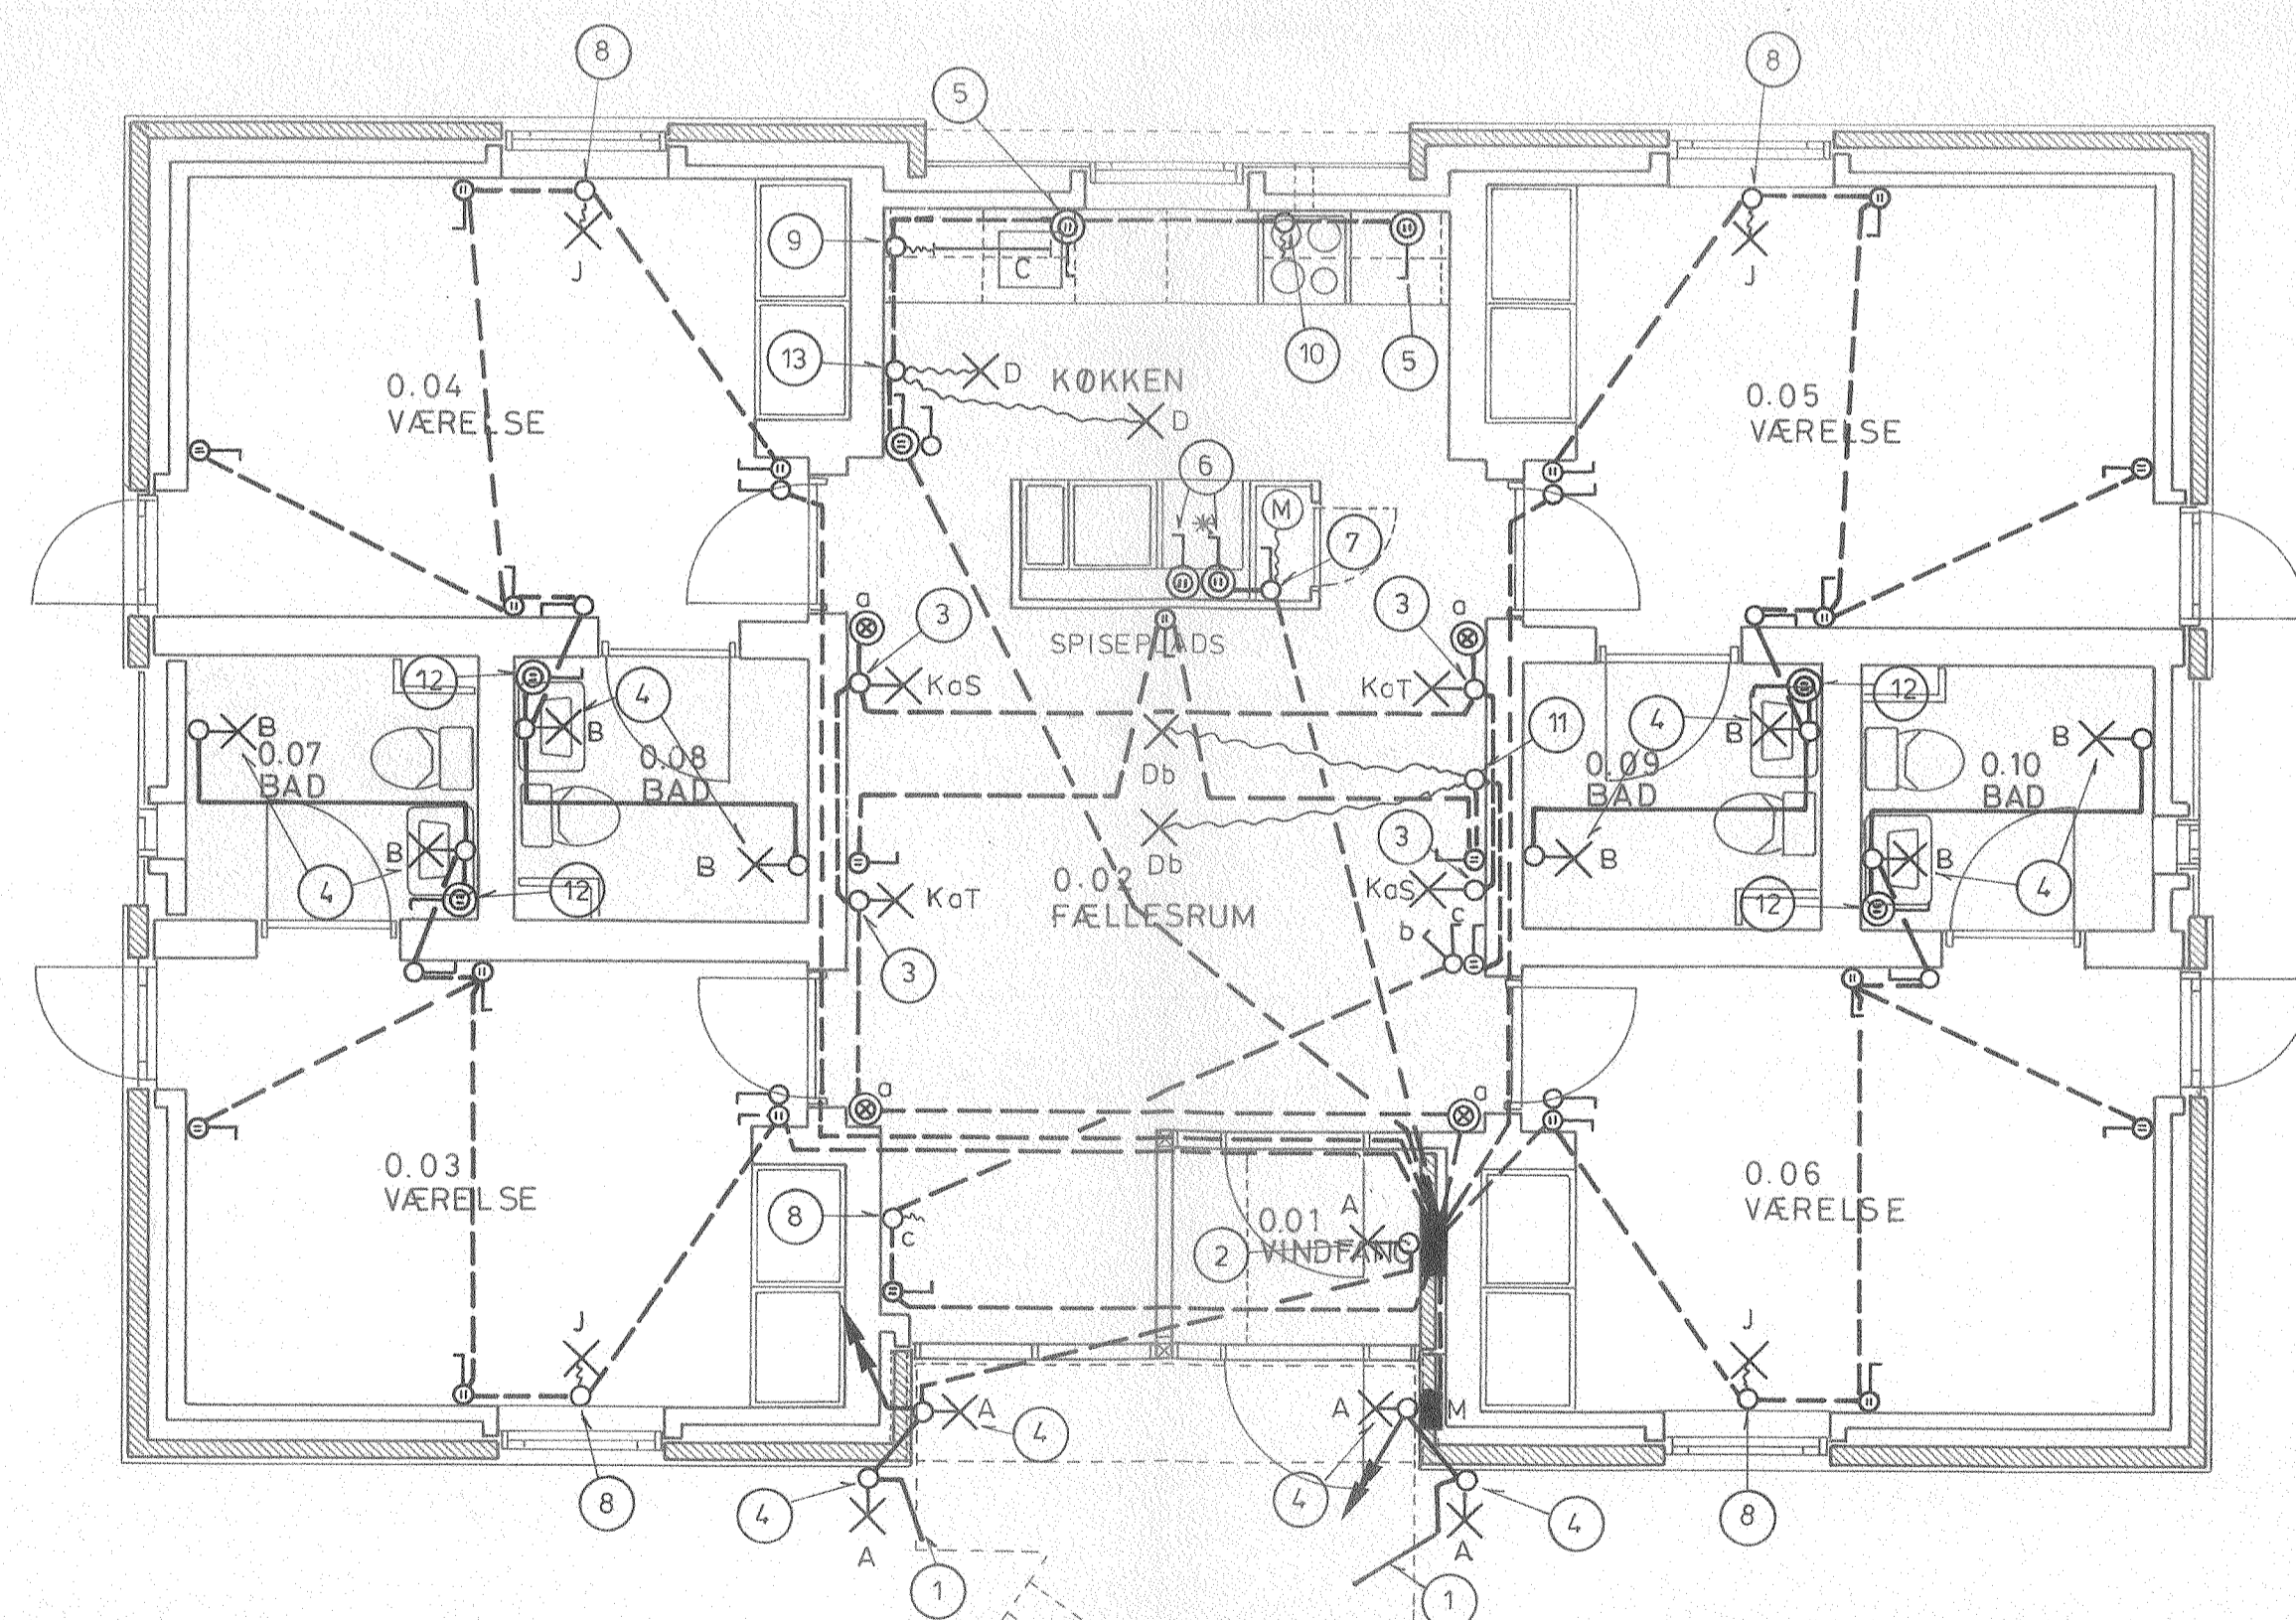 8
8
5
9
C
J
J
13
D
KØKKEN
10
5
0.04
VÆRELSE
D
0.05
VÆRELSE
6
M
7
a
3
3
a
SPISEPLADS
12
4
KaS
KaT
12
B
0.07
BAD
B
0.08
BAD
Db
11
4
B
0.09
BAD
B
0.10
BAD
B
4
12
B
KaT
3
Db
0.02
FÆLLESRUM
3
KaS
c
b
B
12
B
4
3
a
a
0.03
VÆRELSE
8
c
2
A
0.01
VINDFANG
0.06
VÆRELSE
J
J
A
4
A
M
8
4
A
1
4
A
4
1
8